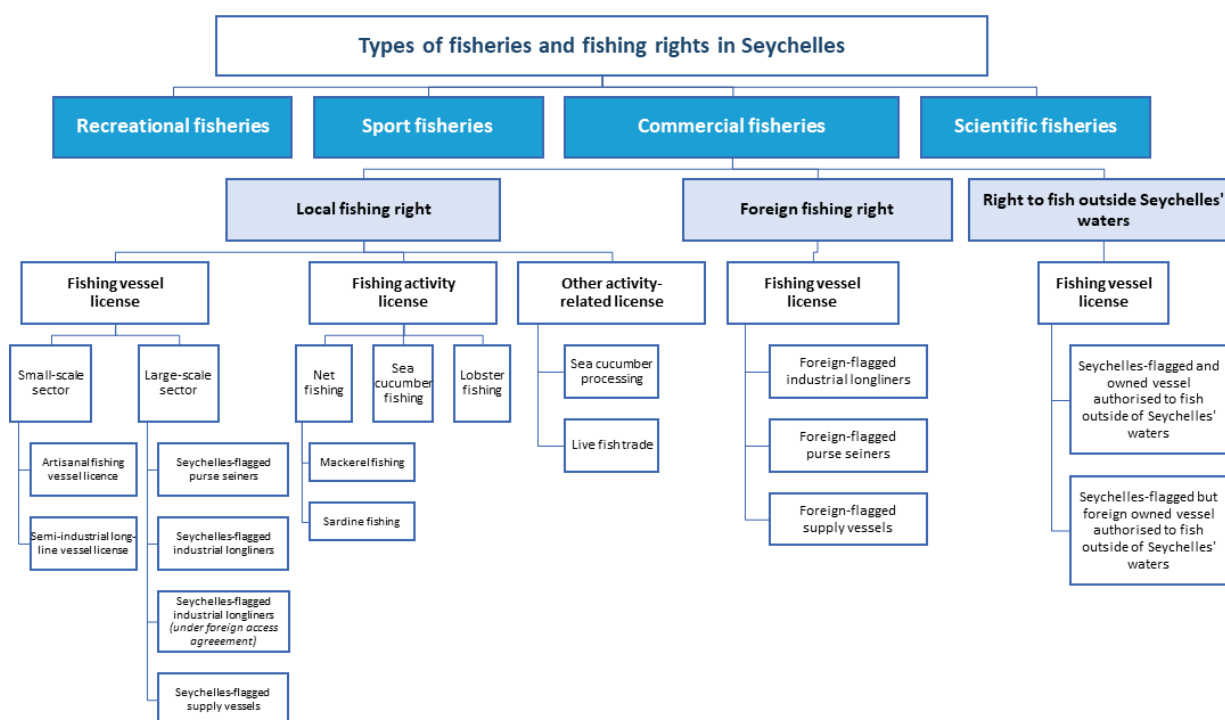 Types of fisheries and fishing rights in Seychelles
Recreational fisheries
Sport fisheries
Commercial fisheries
Scientific fisheries
Local fishing right
Foreign fishing right
Right to fish outside Seychelles'
waters
Fishing vessel
license
Fishing activity
license
Other activity-
related license
Fishing vessel
license
Fishing vessel
license
Small-scale
sector
Large-scale
sector
Net
fishing
Sea
cucumber
fishing
Lobster
fishing
Sea cucumber
processing
Live fish trade
Artisanal fishing
vessel licence
Semi-industrial long-
line vessel license
Seychelles-flagged
purse seiners
Seychelles-flagged
industrial longliners
Seychelles-flagged
industrial longliners
(under foreign access
agreeement)
Seychelles-flagged
supply vessels
Mackerel fishing
Sardine fishing
Foreign-flagged
industrial longliners
Foreign-flagged
purse seiners
Foreign-flagged
supply vessels
Seychelles-flagged and
owned vessel
authorised to fish
outside of Seychelles'
waters
Seychelles-flagged but
foreign owned vessel
authorised to fish
outside of Seychelles'
waters